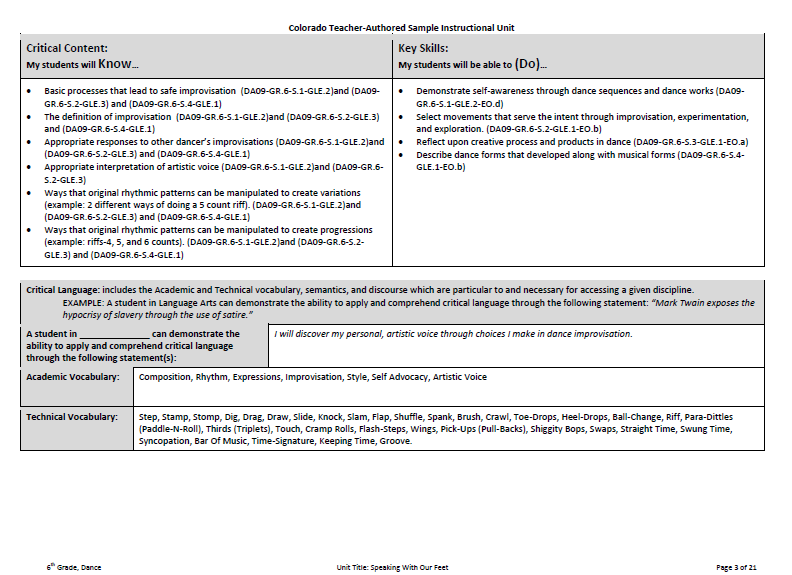 Colorado Teacher-Authored Sample Instructional Unit
Critical Content:
My students will Know…
Key Skills:
My students will be able to (Do)…
• Basic processes that lead to safe improvisation (DA09-GR.6-S.1-GLE.2)and (DA09-
GR.6-S.2-GLE.3) and (DA09-GR.6-S.4-GLE.1)
• The definition of improvisation (DA09-GR.6-S.1-GLE.2)and (DA09-GR.6-S.2-GLE.3)
and (DA09-GR.6-S.4-GLE.1)
• Appropriate responses to other dancer's improvisations (DA09-GR.6-S.1-GLE.2)and
(DA09-GR.6-S.2-GLE.3) and (DA09-GR.6-S.4-GLE.1)
• Appropriate interpretation of artistic voice (DA09-GR.6-S.1-GLE.2)and (DA09-GR.6-
S.2-GLE.3)
• Ways that original rhythmic patterns can be manipulated to create variations
(example: 2 different ways of doing a 5 count riff). (DA09-GR.6-S.1-GLE.2)and
(DA09-GR.6-S.2-GLE.3) and (DA09-GR.6-S.4-GLE.1)
• Ways that original rhythmic patterns can be manipulated to create progressions
(example: riffs-4, 5, and 6 counts). (DA09-GR.6-S.1-GLE.2)and (DA09-GR.6-S.2-
GLE.3) and (DA09-GR.6-S.4-GLE.1)
• Demonstrate self-awareness through dance sequences and dance works (DA09-
GR.6-S.1-GLE.2-EO.d)
• Select movements that serve the intent through improvisation, experimentation,
and exploration. (DA09-GR.6-S.2-GLE.1-EO.b)
• Reflect upon creative process and products in dance (DA09-GR.6-S.3-GLE.1-EO.a)
• Describe dance forms that developed along with musical forms (DA09-GR.6-S.4-
GLE.1-EO.b)
Critical Language: includes the Academic and Technical vocabulary, semantics, and discourse which are particular to and necessary for accessing a given discipline.
EXAMPLE: A student in Language Arts can demonstrate the ability to apply and comprehend critical language through the following statement: “Mark Twain exposes the
hypocrisy of slavery through the use of satire.”
A student in ______________ can demonstrate the
ability to apply and comprehend critical language
through the following statement(s):
I will discover my personal, artistic voice through choices I make in dance improvisation.
Academic Vocabulary:
Composition, Rhythm, Expressions, Improvisation, Style, Self Advocacy, Artistic Voice
Technical Vocabulary:
Step, Stamp, Stomp, Dig, Drag, Draw, Slide, Knock, Slam, Flap, Shuffle, Spank, Brush, Crawl, Toe-Drops, Heel-Drops, Ball-Change, Riff, Para-Dittles
(Paddle-N-Roll), Thirds (Triplets), Touch, Cramp Rolls, Flash-Steps, Wings, Pick-Ups (Pull-Backs), Shiggity Bops, Swaps, Straight Time, Swung Time,
Syncopation, Bar Of Music, Time-Signature, Keeping Time, Groove.
6th Grade, Dance
Unit Title: Speaking With Our Feet
Page 3 of 21